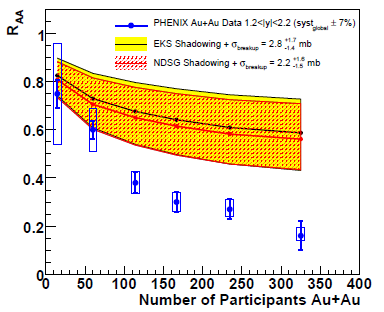 R_AA
PHENIX Au+Au Data 1.2<|y|<2.2 (syst_global ± 7%)
EKS Shadowing + σ_breakup = 2.8 +1.7 -1.4 mb
NDSG Shadowing + σ_breakup = 2.2 +1.6 -1.5 mb
1
0.8
0.6
0.4
0.2
0
0 50 100 150 200 250 300 350 400
Number of Participants Au+Au